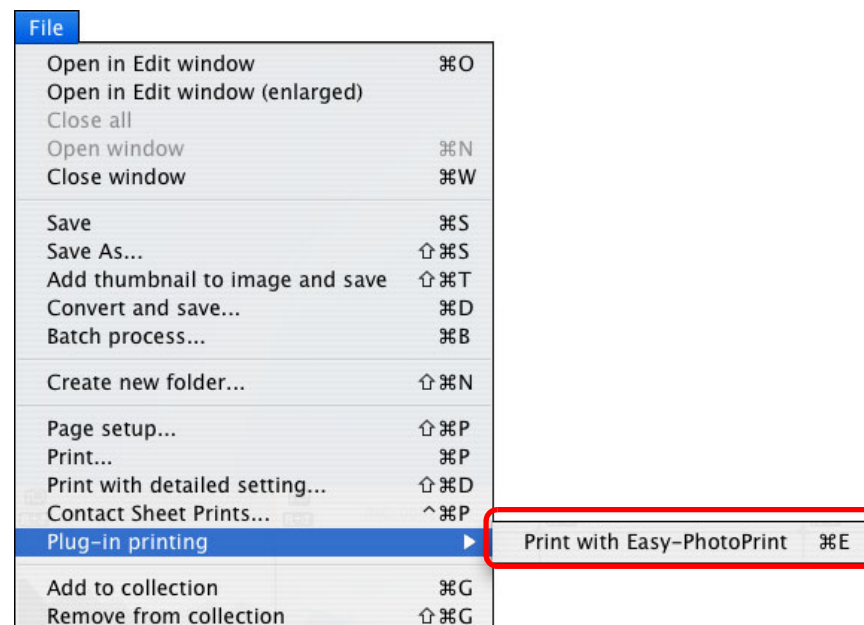 File
Open in Edit window ⌘O
Open in Edit window (enlarged)
Close all
Open window ⌘N
Close window ⌘W
Save ⌘S
Save As... ⇧⌘S
Add thumbnail to image and save ⇧⌘T
Convert and save... ⌘D
Batch process... ⌘B
Create new folder... ⇧⌘N
Page setup... ⇧⌘P
Print... ⌘P
Print with detailed setting... ⇧⌘D
Contact Sheet Prints... ^⌘P
Plug-in printing ▶ Print with Easy-PhotoPrint ⌘E
Add to collection ⌘G
Remove from collection ⇧⌘G